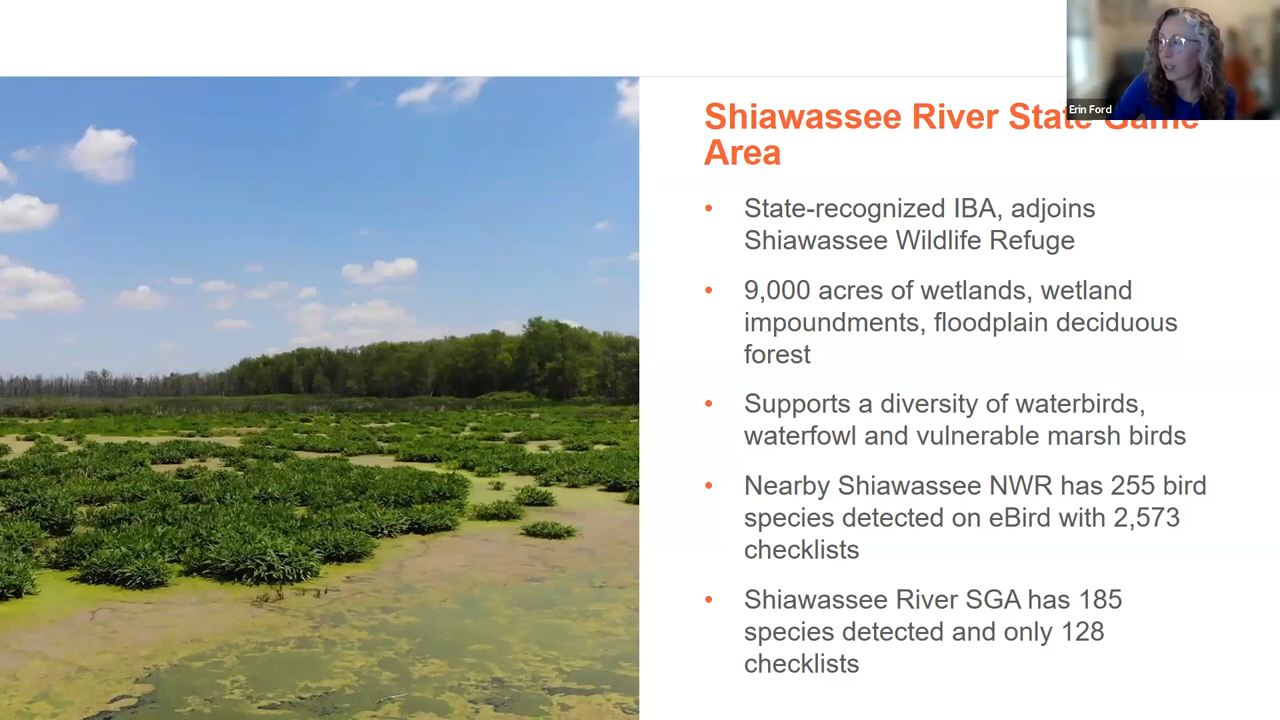 Erin Ford
Shiawassee River State Game
Area
• State-recognized IBA, adjoins
Shiawassee Wildlife Refuge
• 9,000 acres of wetlands, wetland
impoundments, floodplain deciduous
forest
• Supports a diversity of waterbirds,
waterfowl and vulnerable marsh birds
• Nearby Shiawassee NWR has 255 bird
species detected on eBird with 2,573
checklists
• Shiawassee River SGA has 185
species detected and only 128
checklists